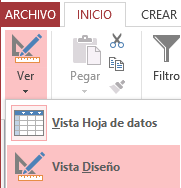 ARCHIVO INICIO CREAR
Ver Pegar Filtro
Vista Hoja de datos
Vista Diseño